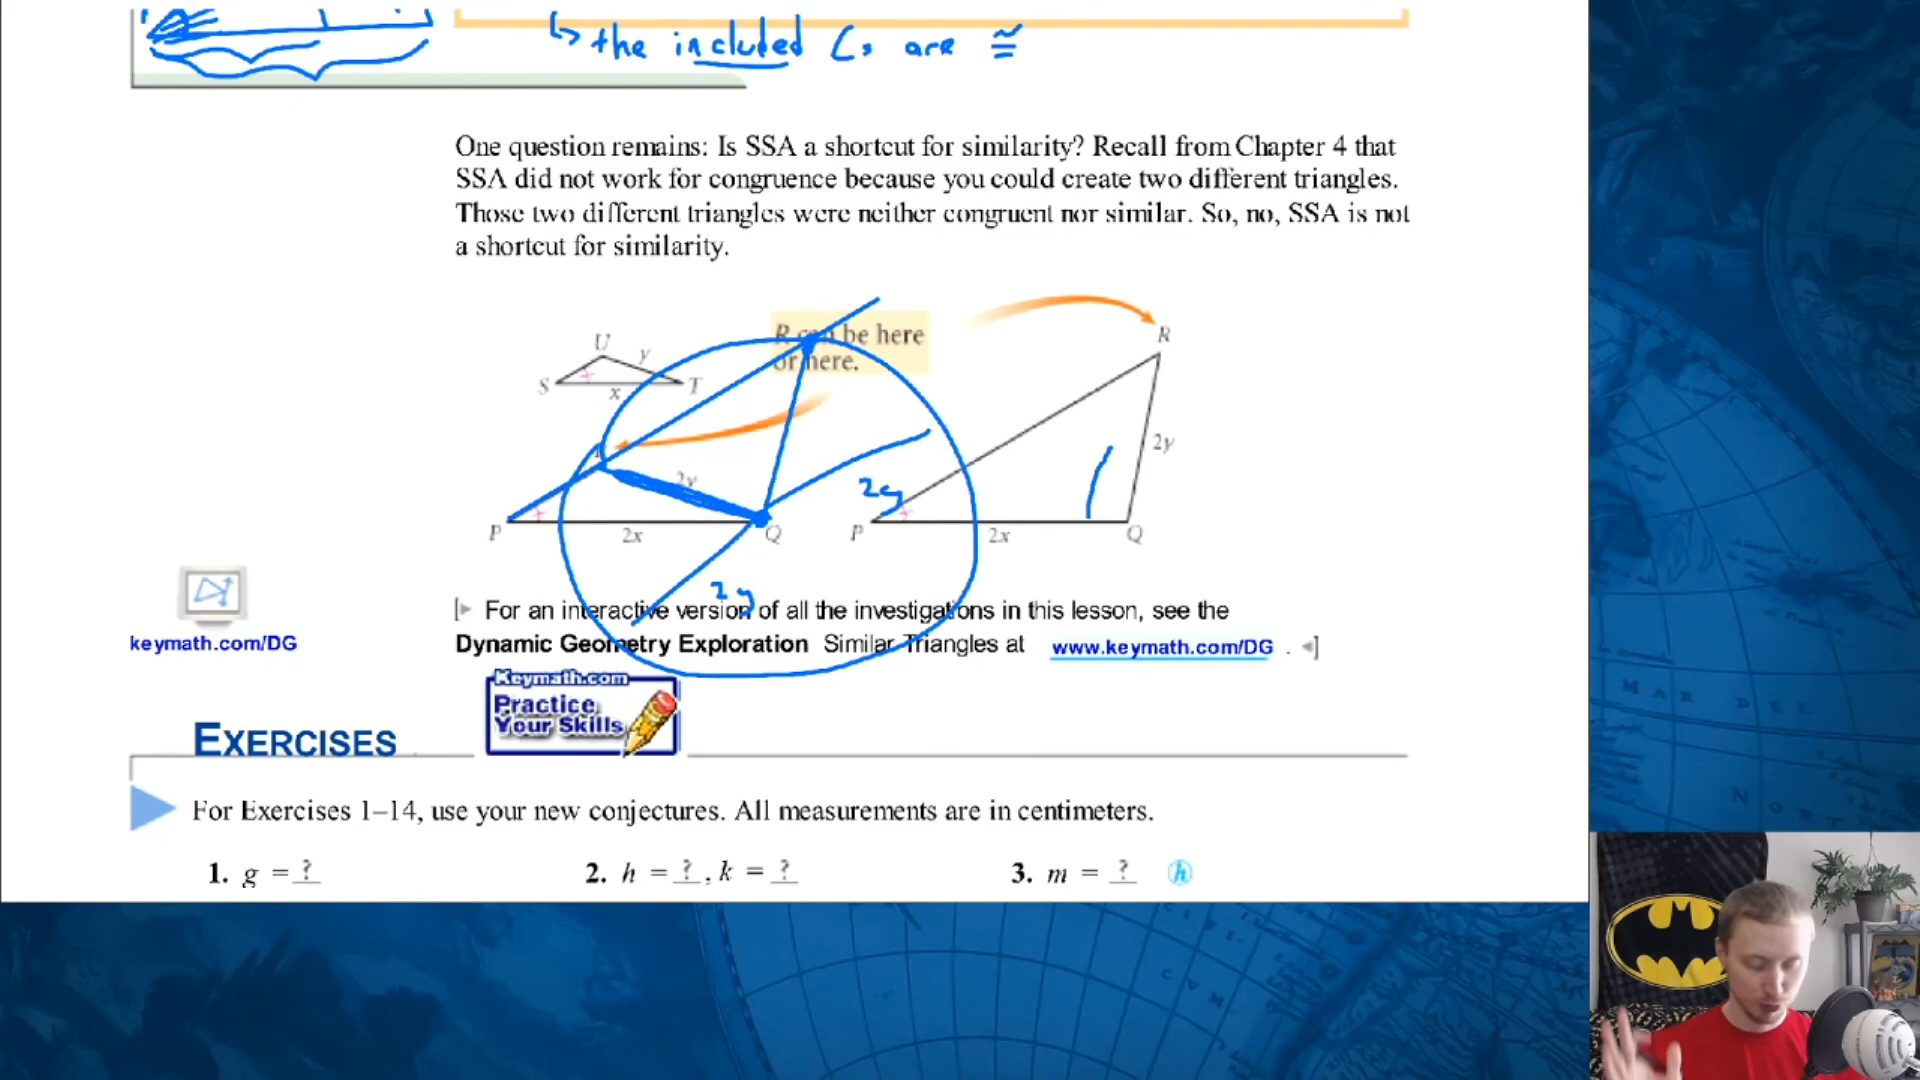 the included ∠s are ≅
One question remains: Is SSA a shortcut for similarity? Recall from Chapter 4 that
SSA did not work for congruence because you could create two different triangles.
Those two different triangles were neither congruent nor similar. So, no, SSA is not
a shortcut for similarity.
R can be here
or here.
R
U
y
S
x
T
2y
2y
2y
P
2x
Q
P
2x
Q
2y
For an interactive version of all the investigations in this lesson, see the
keymath.com/DG
Dynamic Geometry Exploration Similar Triangles at www.keymath.com/DG .
Keymath.com
Practice
Your Skills
EXERCISES
For Exercises 1–14, use your new conjectures. All measurements are in centimeters.
1. g = ?
2. h = ?, k = ?
3. m = ? h